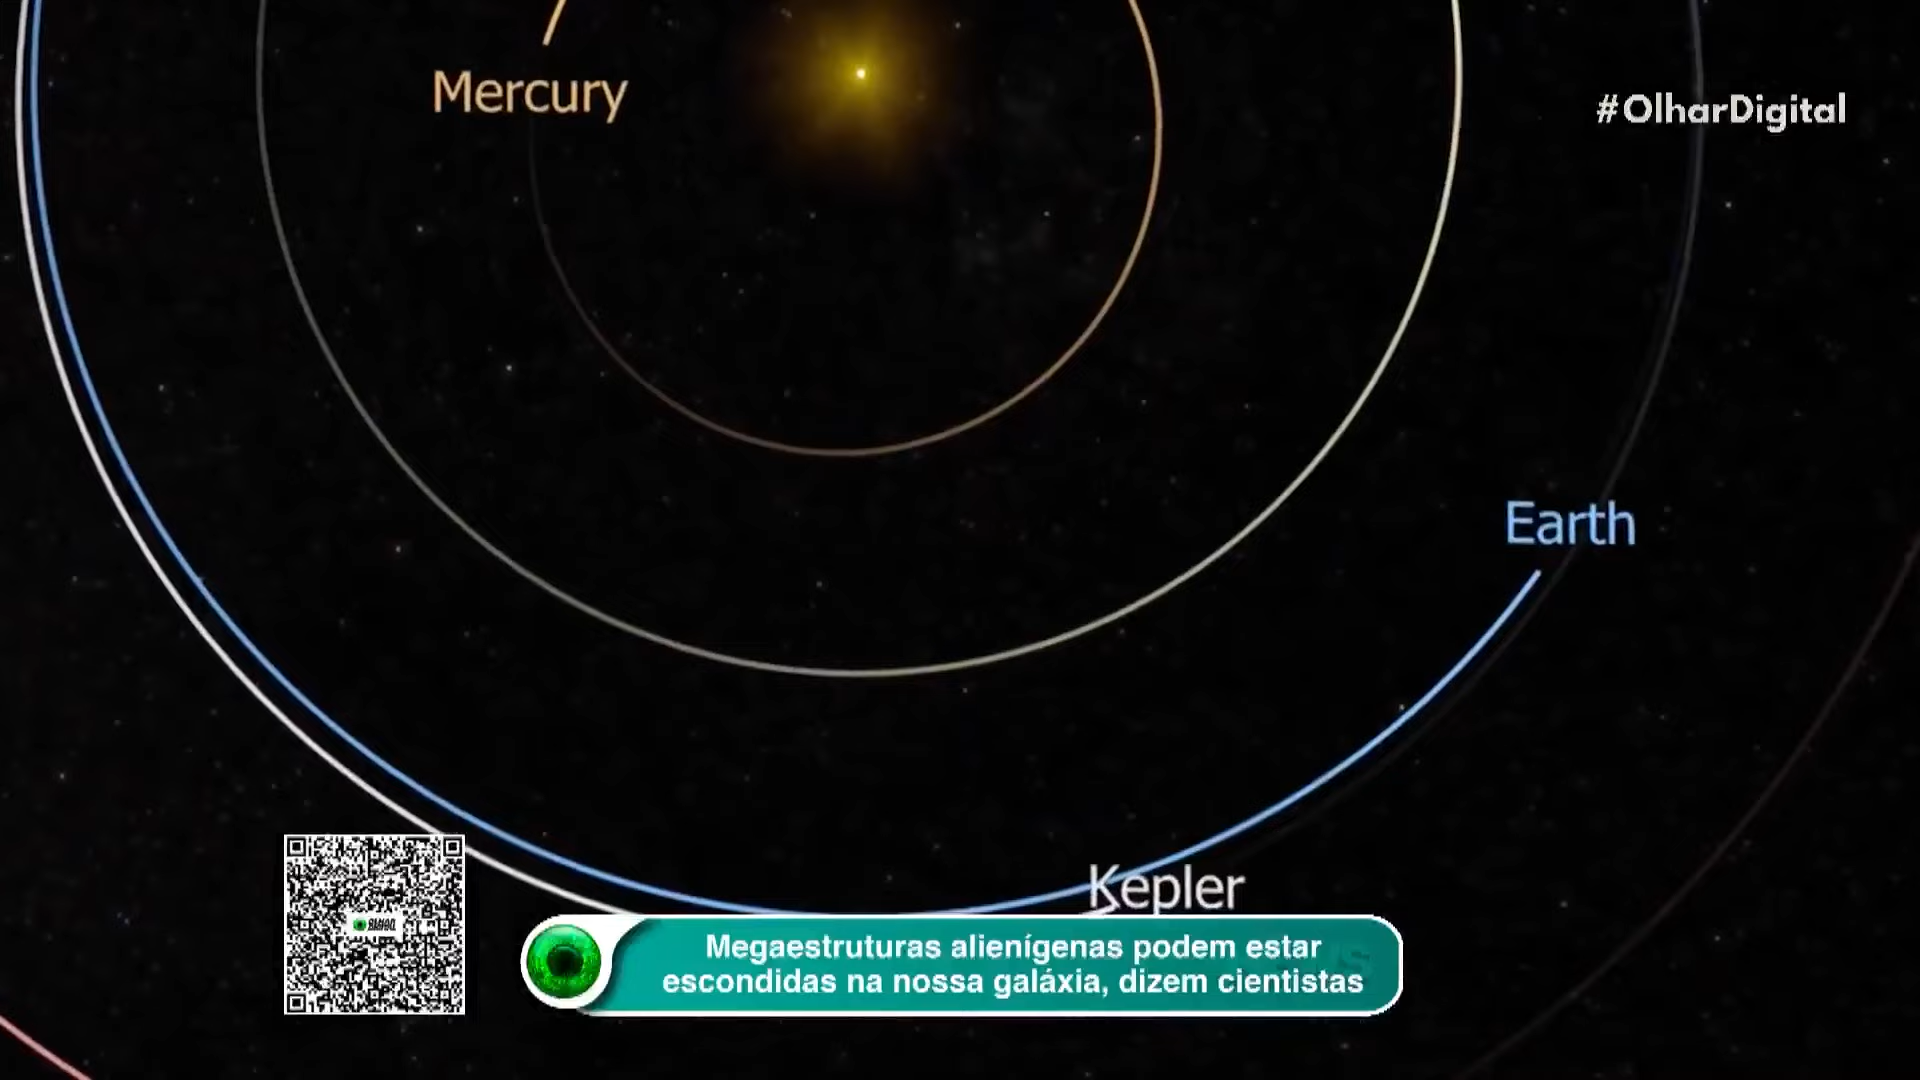 Mercury
#OlharDigital
Earth
Kepler
Megaestruturas alienígenas podem estar
escondidas na nossa galáxia, dizem cientistas